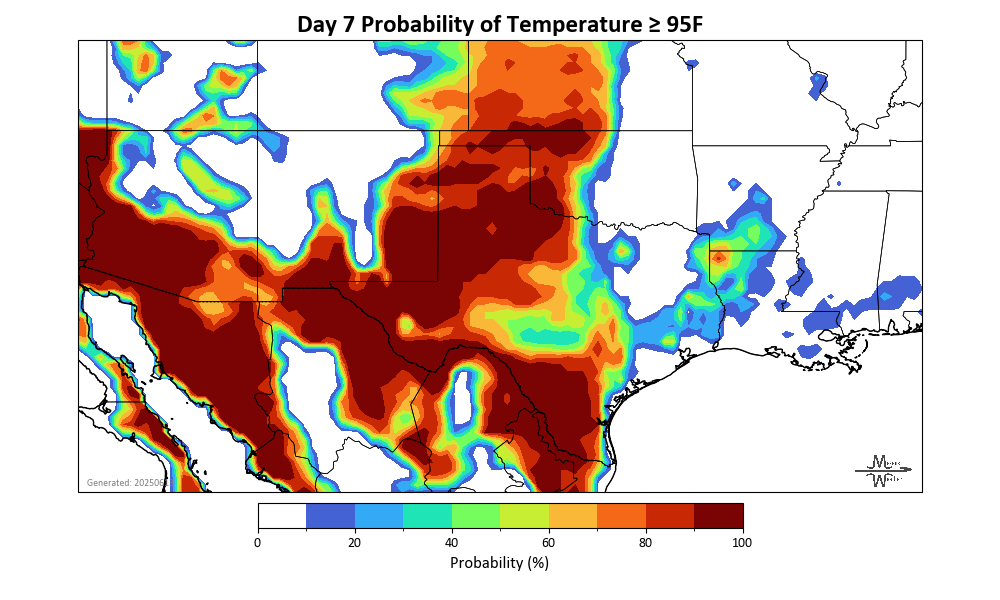 Day 7 Probability of Temperature ≥ 95F
Generated: 202506
0 20 40 60 80 100
Probability (%)